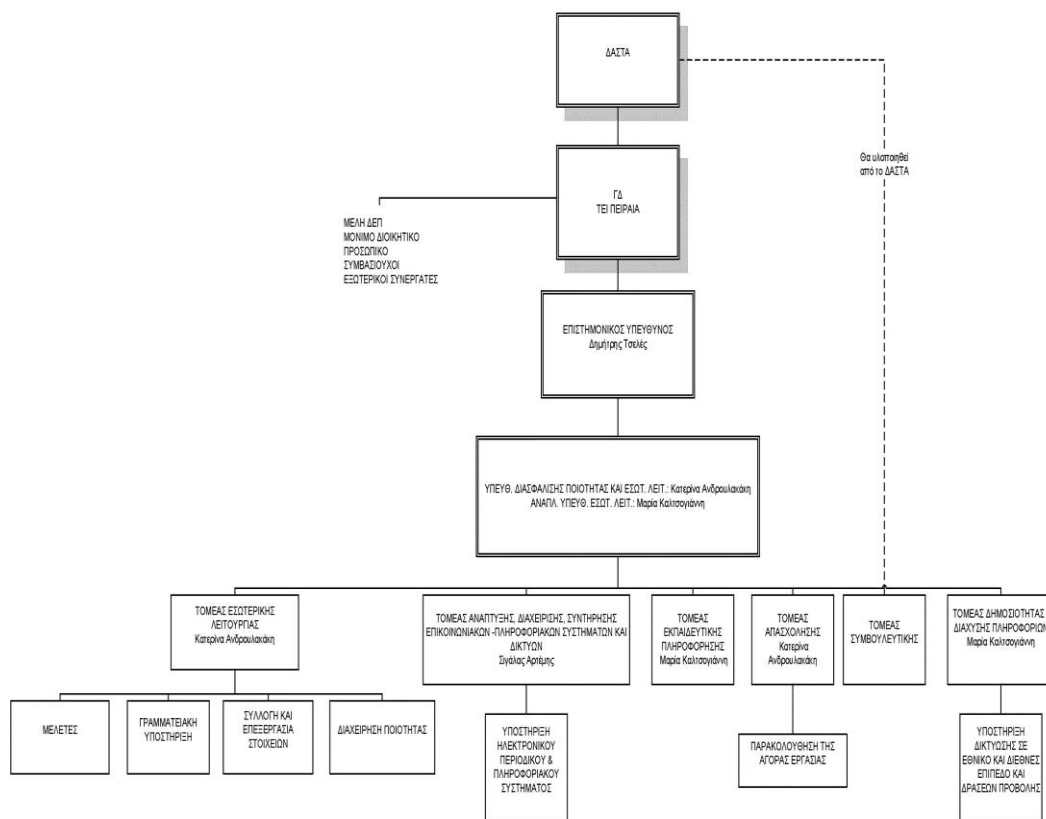 ΔΑΣΤΑ
Θα υλοποιηθεί
από το ΔΑΣΤΑ
ΓΔ
ΤΕΙ ΠΕΙΡΑΙΑ
ΜΕΛΗ ΔΕΠ
ΜΟΝΙΜΟ ΔΙΟΙΚΗΤΙΚΟ
ΠΡΟΣΩΠΙΚΟ
ΣΥΜΒΑΣΙΟΥΧΟΙ
ΕΞΩΤΕΡΙΚΟΙ ΣΥΝΕΡΓΑΤΕΣ
ΕΠΙΣΤΗΜΟΝΙΚΟΣ ΥΠΕΥΘΥΝΟΣ
Δημήτρης Τσελές
ΥΠΕΥΘ. ΔΙΑΣΦΑΛΙΣΗΣ ΠΟΙΟΤΗΤΑΣ ΚΑΙ ΕΣΩΤ. ΛΕΙΤ.: Κατερίνα Ανδρουλακάκη
ΑΝΑΠΛ. ΥΠΕΥΘ. ΕΣΩΤ. ΛΕΙΤ.: Μαρία Καλτσογιάννη
ΤΟΜΕΑΣ ΕΣΩΤΕΡΙΚΗΣ
ΛΕΙΤΟΥΡΓΙΑΣ
Κατερίνα Ανδρουλακάκη
ΤΟΜΕΑΣ ΑΝΑΠΤΥΞΗΣ, ΔΙΑΧΕΙΡΙΣΗΣ, ΣΥΝΤΗΡΗΣΗΣ
ΕΠΙΚΟΙΝΩΝΙΑΚΩΝ -ΠΛΗΡΟΦΟΡΙΑΚΩΝ ΣΥΣΤΗΜΑΤΩΝ ΚΑΙ
ΔΙΚΤΥΩΝ
Σιγάλας Αρτέμης
ΤΟΜΕΑΣ
ΕΚΠΑΙΔΕΥΤΙΚΗΣ
ΠΛΗΡΟΦΟΡΗΣΗΣ
Μαρία Καλτσογιάννη
ΤΟΜΕΑΣ
ΑΠΑΣΧΟΛΗΣΗΣ
Κατερίνα
Ανδρουλακάκη
ΤΟΜΕΑΣ
ΣΥΜΒΟΥΛΕΥΤΙΚΗΣ
ΤΟΜΕΑΣ ΔΗΜΟΣΙΟΤΗΤΑΣ
ΔΙΑΧΥΣΗΣ ΠΛΗΡΟΦΟΡΙΩΝ
Μαρία Καλτσογιάννη
ΜΕΛΕΤΕΣ
ΓΡΑΜΜΑΤΕΙΑΚΗ
ΥΠΟΣΤΗΡΙΞΗ
ΣΥΛΛΟΓΗ ΚΑΙ
ΕΠΕΞΕΡΓΑΣΙΑ
ΣΤΟΙΧΕΙΩΝ
ΔΙΑΧΕΙΡΗΣΗ ΠΟΙΟΤΗΤΑΣ
ΥΠΟΣΤΗΡΙΞΗ
ΗΛΕΚΤΡΟΝΙΚΟΥ
ΠΕΡΙΟΔΙΚΟΥ &
ΠΛΗΡΟΦΟΡΙΑΚΟΥ
ΣΥΣΤΗΜΑΤΟΣ
ΠΑΡΑΚΟΛΟΥΘΗΣΗ ΤΗΣ
ΑΓΟΡΑΣ ΕΡΓΑΣΙΑΣ
ΥΠΟΣΤΗΡΙΞΗ
ΔΙΚΤΥΩΣΗΣ ΣΕ
ΕΘΝΙΚΟ ΚΑΙ ΔΙΕΘΝΕΣ
ΕΠΙΠΕΔΟ ΚΑΙ
ΔΡΑΣΕΩΝ ΠΡΟΒΟΛΗΣ